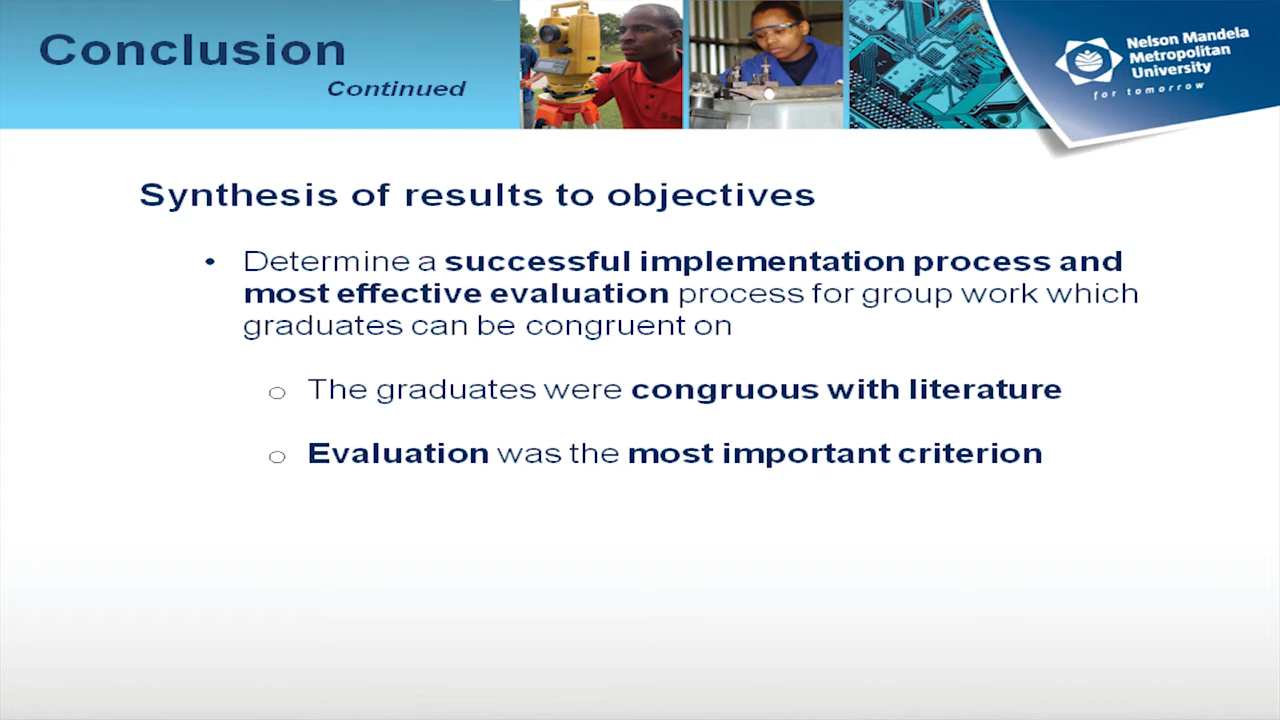 Conclusion
Continued
Nelson Mandela
Metropolitan
University
for tomorrow
Synthesis of results to objectives
• Determine a successful implementation process and
most effective evaluation process for group work which
graduates can be congruent on
o The graduates were congruous with literature
o Evaluation was the most important criterion